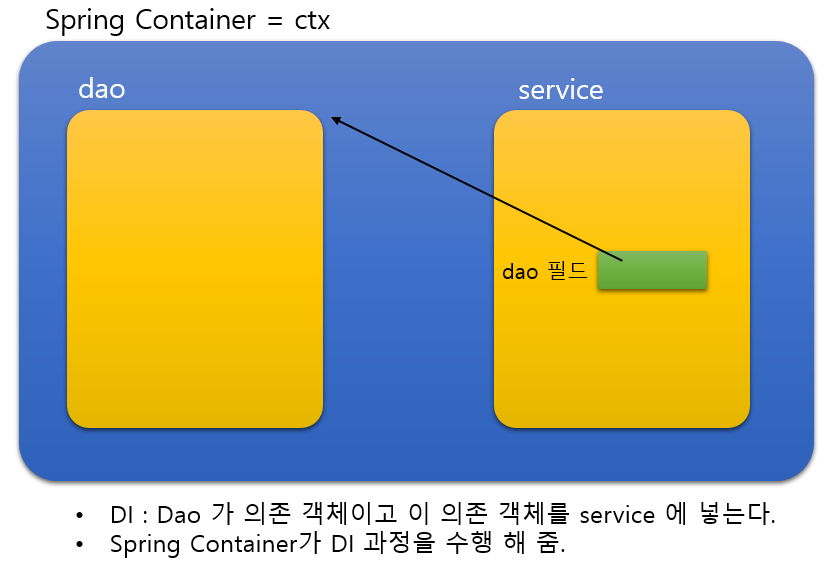 Spring Container = ctx
dao
service
dao 필드
• DI : Dao 가 의존 객체이고 이 의존 객체를 service 에 넣는다.
• Spring Container가 DI 과정을 수행 해 줌.